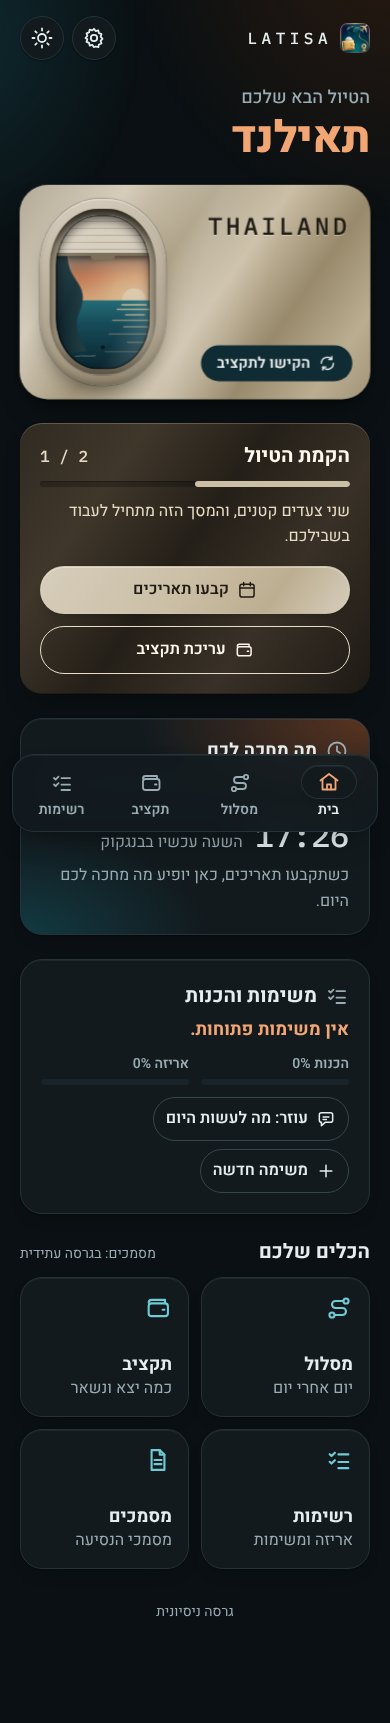 LATISA
הטיול הבא שלכם
תאילנד
THAILAND
הקישו לתקציב
הקמת הטיול
1 / 2
שני צעדים קטנים, והמסך הזה מתחיל לעבוד
בשבילכם.
קבעו תאריכים
עריכת תקציב
מה מחכה לכם
בית
מסלול
תקציב
רשימות
17:26 השעה עכשיו בבנגקוק
כשתקבעו תאריכים, כאן יופיע מה מחכה לכם
היום.
משימות והכנות
אין משימות פתוחות.
הכנות 0%
אריזה 0%
עוזר: מה לעשות היום
משימה חדשה
הכלים שלכם
מסמכים: בגרסה עתידית
מסלול
יום אחרי יום
תקציב
כמה יצא ונשאר
רשימות
אריזה ומשימות
מסמכים
מסמכי הנסיעה
גרסה ניסיונית